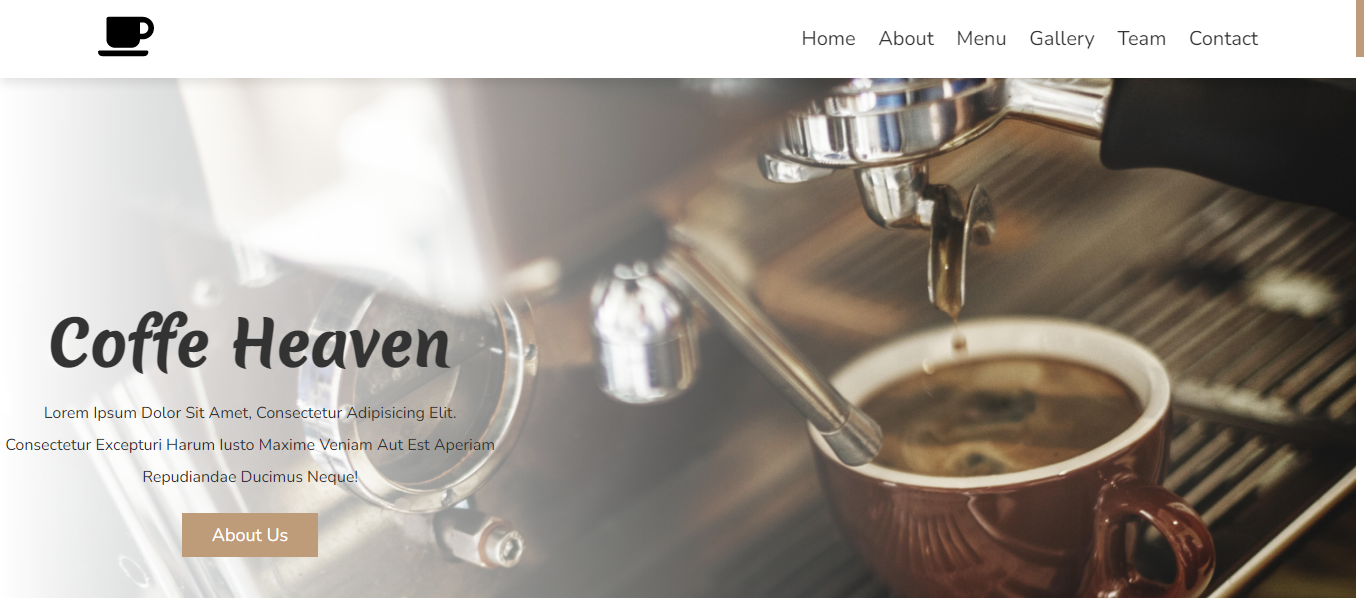 Home About Menu Gallery Team Contact
Coffe Heaven
Lorem Ipsum Dolor Sit Amet, Consectetur Adipisicing Elit.
Consectetur Excepturi Harum Iusto Maxime Veniam Aut Est Aperiam
Repudiandae Ducimus Neque!
About Us